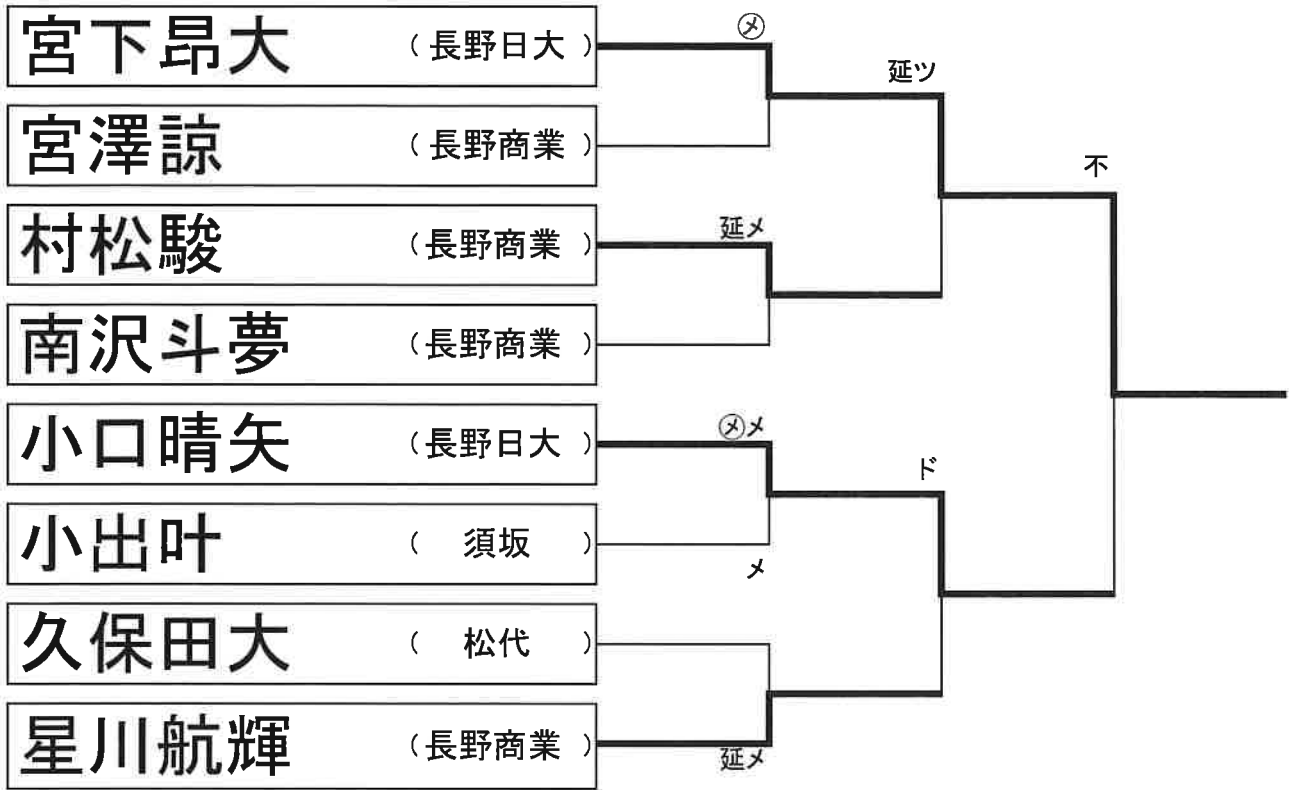 宮下昂大 （長野日大） ㋱
延ツ
宮澤諒 （長野商業）
不
村松駿 （長野商業） 延メ
南沢斗夢 （長野商業）
小口晴矢 （長野日大） ㋱メ
ド
小出叶 （須坂）
メ
久保田大 （松代）
星川航輝 （長野商業） 延メ